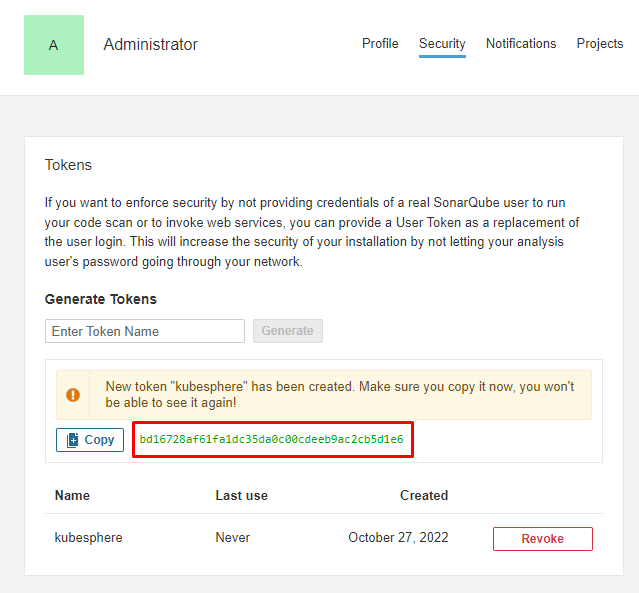 A
Administrator
Profile Security Notifications Projects
Tokens
If you want to enforce security by not providing credentials of a real SonarQube user to run
your code scan or to invoke web services, you can provide a User Token as a replacement of
the user login. This will increase the security of your installation by not letting your analysis
user's password going through your network.
Generate Tokens
Enter Token Name Generate
New token "kubesphere" has been created. Make sure you copy it now, you won't
be able to see it again!
Copy bd16728af61fa1dc35da0c00cdeeb9ac2cb5d1e6
Name Last use Created
kubesphere Never October 27, 2022 Revoke